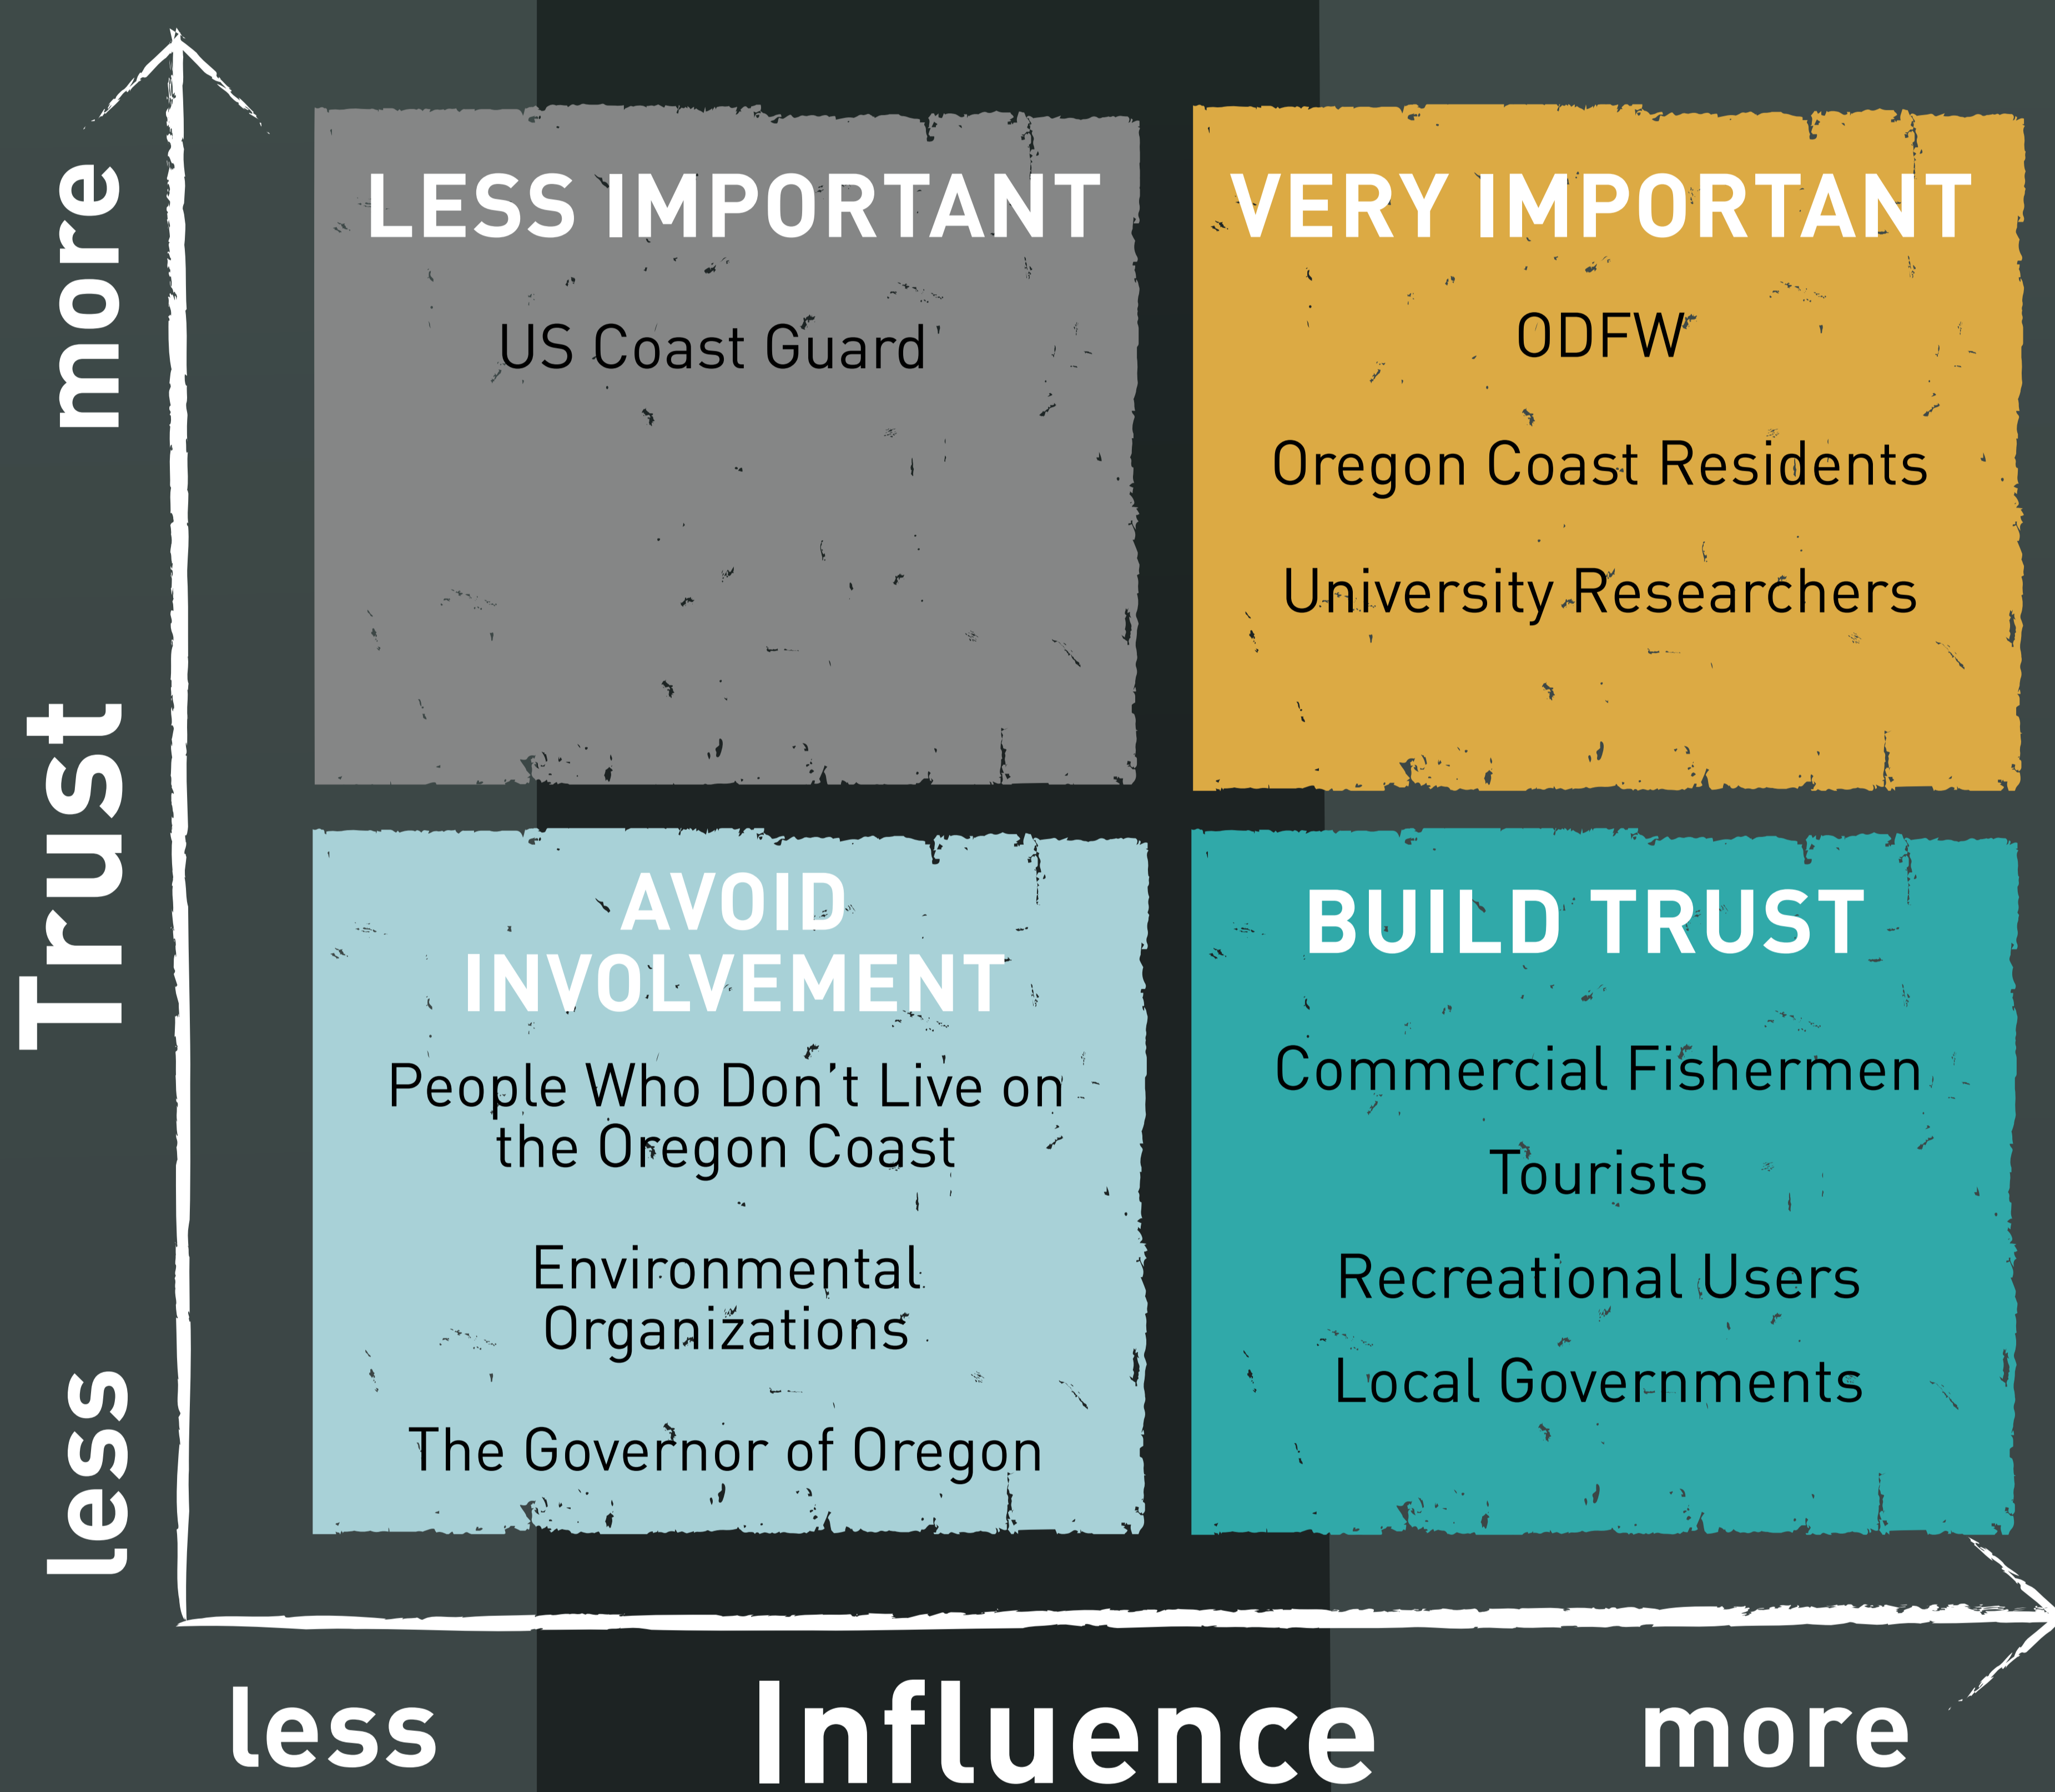 more
Trust
less
LESS IMPORTANT
US Coast Guard
VERY IMPORTANT
ODFW
Oregon Coast Residents
University Researchers
AVOID
INVOLVEMENT
People Who Don't Live on
the Oregon Coast
Environmental
Organizations
The Governor of Oregon
BUILD TRUST
Commercial Fishermen
Tourists
Recreational Users
Local Governments
less
Influence
more